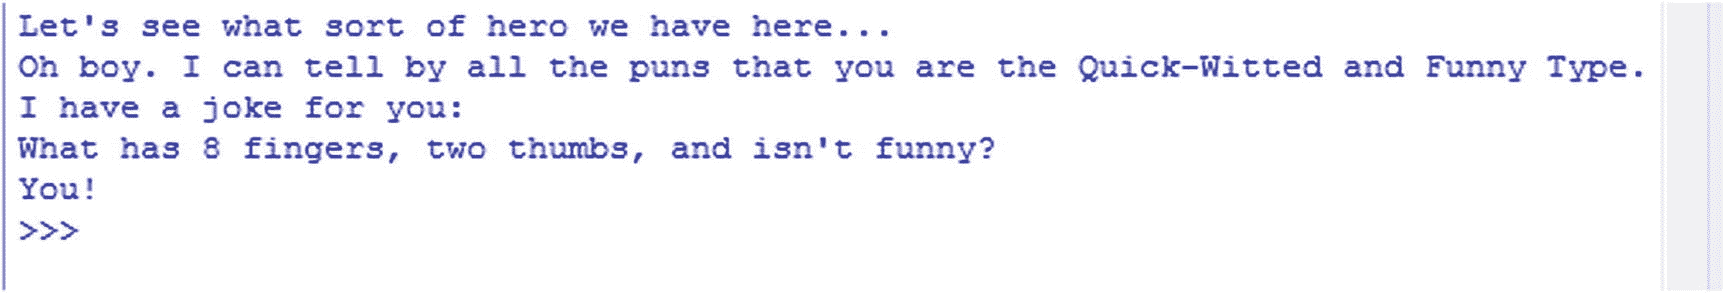 Let's see what sort of hero we have here...
Oh boy. I can tell by all the puns that you are the Quick-Witted and Funny Type.
I have a joke for you:
What has 8 fingers, two thumbs, and isn't funny?
You!
>>>